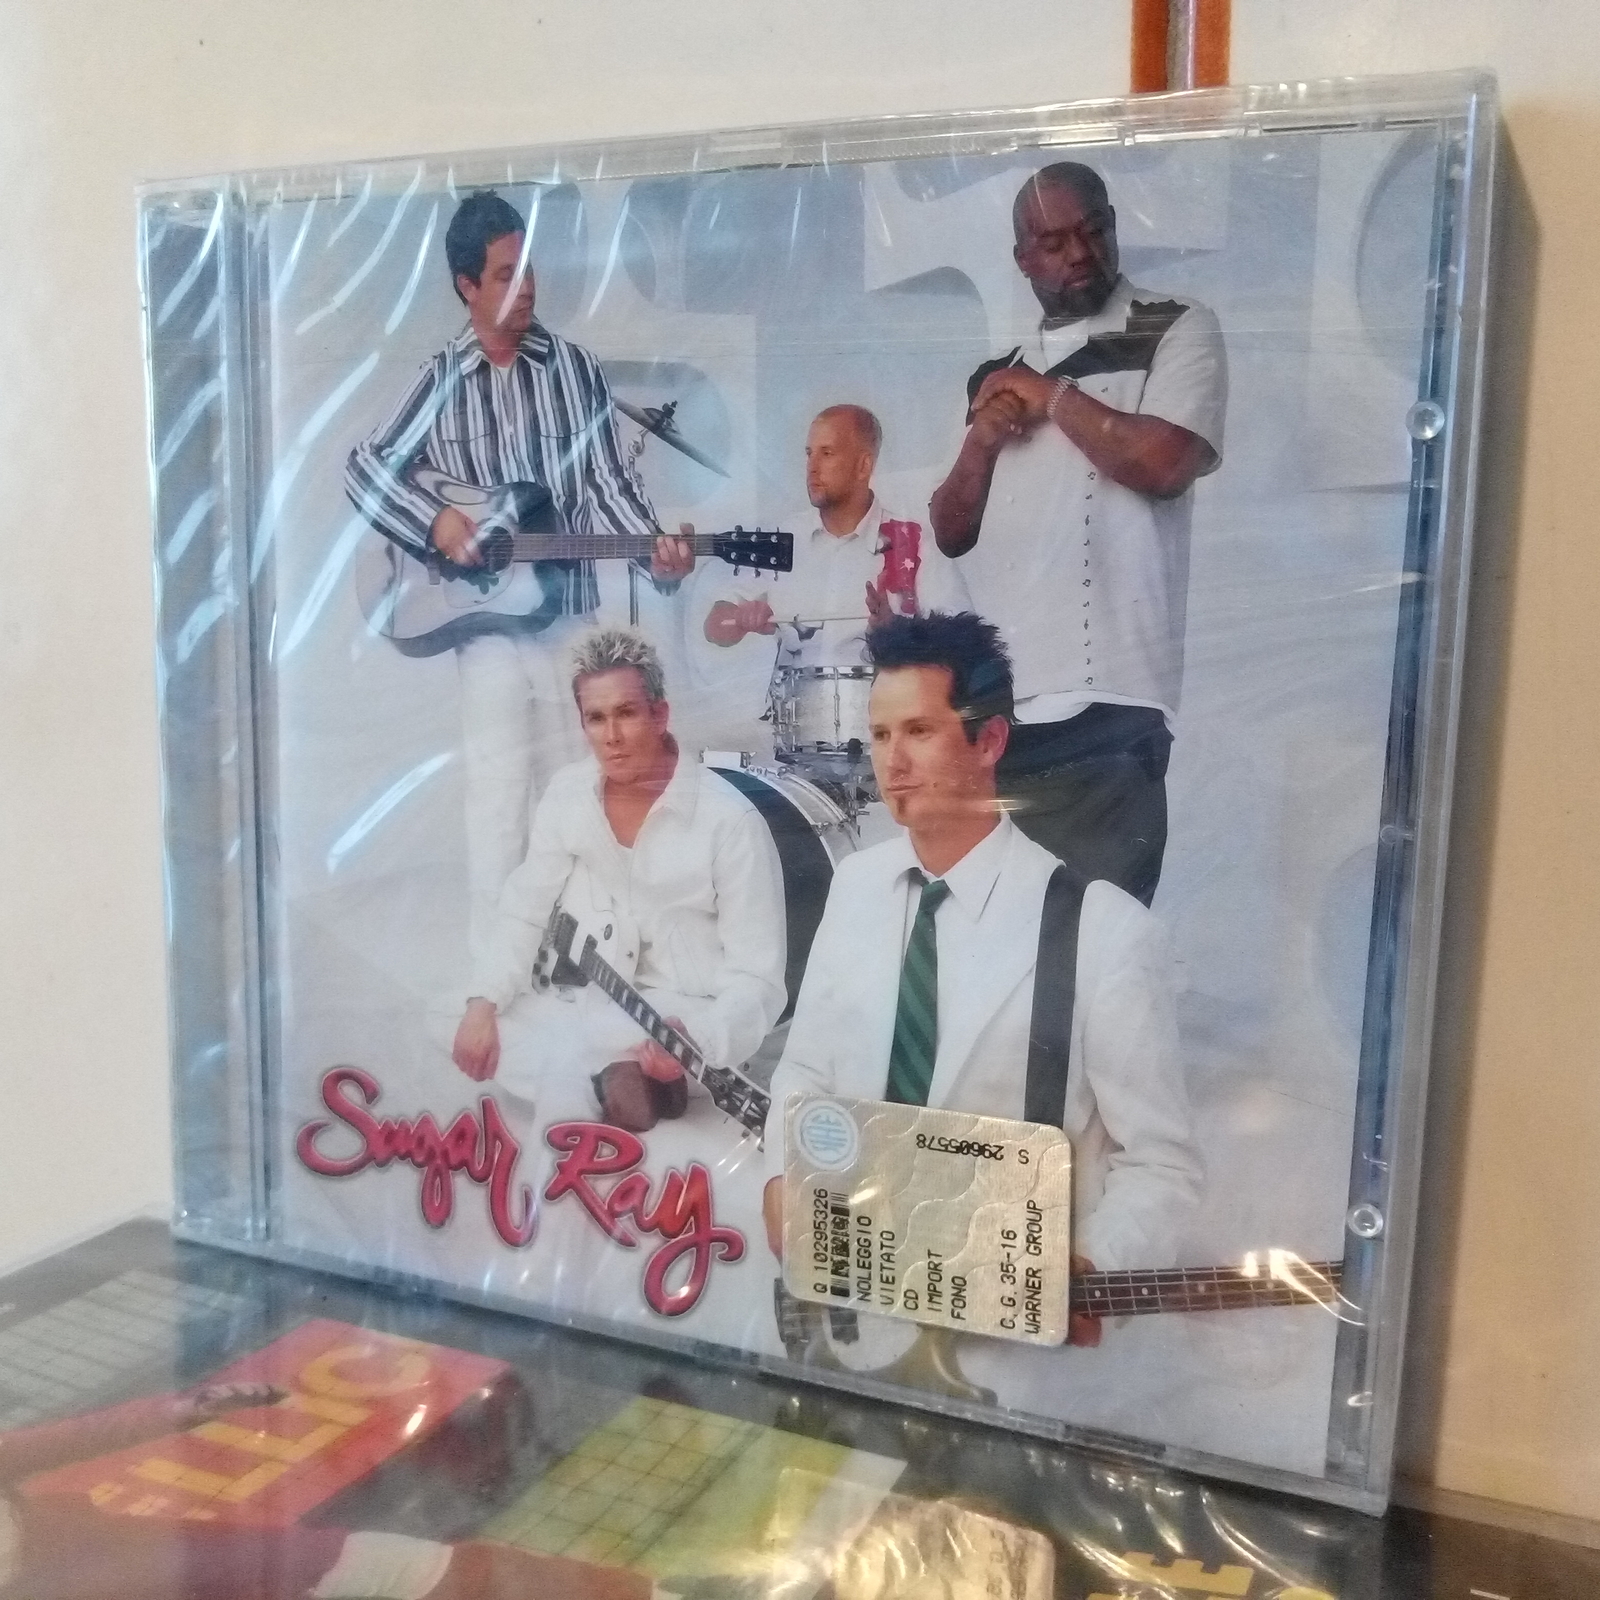 Sugar Ray
S 29605578
Q 10295326
NOLEGGIO
VIETATO
CD
IMPORT
FONO
C.G. 35-16
WARNER GROUP